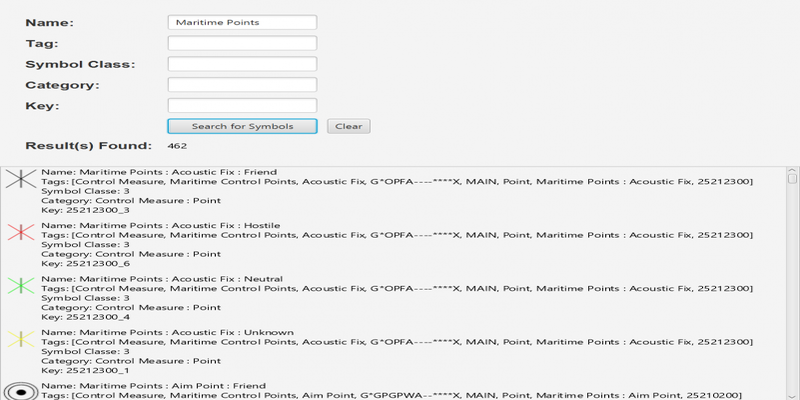 Name: Maritime Points
Tag:
Symbol Class:
Category:
Key:
Search for Symbols Clear
Result(s) Found: 462
Name: Maritime Points : Acoustic Fix : Friend
Tags: [Control Measure, Maritime Control Points, Acoustic Fix, G*OPFA----****X, MAIN, Point, Maritime Points : Acoustic Fix, 25212300]
Symbol Classe: 3
Category: Control Measure : Point
Key: 25212300_3
Name: Maritime Points : Acoustic Fix : Hostile
Tags: [Control Measure, Maritime Control Points, Acoustic Fix, G*OPFA----****X, MAIN, Point, Maritime Points : Acoustic Fix, 25212300]
Symbol Classe: 3
Category: Control Measure : Point
Key: 25212300_6
Name: Maritime Points : Acoustic Fix : Neutral
Tags: [Control Measure, Maritime Control Points, Acoustic Fix, G*OPFA----****X, MAIN, Point, Maritime Points : Acoustic Fix, 25212300]
Symbol Classe: 3
Category: Control Measure : Point
Key: 25212300_4
Name: Maritime Points : Acoustic Fix : Unknown
Tags: [Control Measure, Maritime Control Points, Acoustic Fix, G*OPFA----****X, MAIN, Point, Maritime Points : Acoustic Fix, 25212300]
Symbol Classe: 3
Category: Control Measure : Point
Key: 25212300_1
Name: Maritime Points : Aim Point : Friend
Tags: [Control Measure, Maritime Control Points, Aim Point, G*GPGPWA--****X, MAIN, Point, Maritime Points : Aim Point, 25210200]